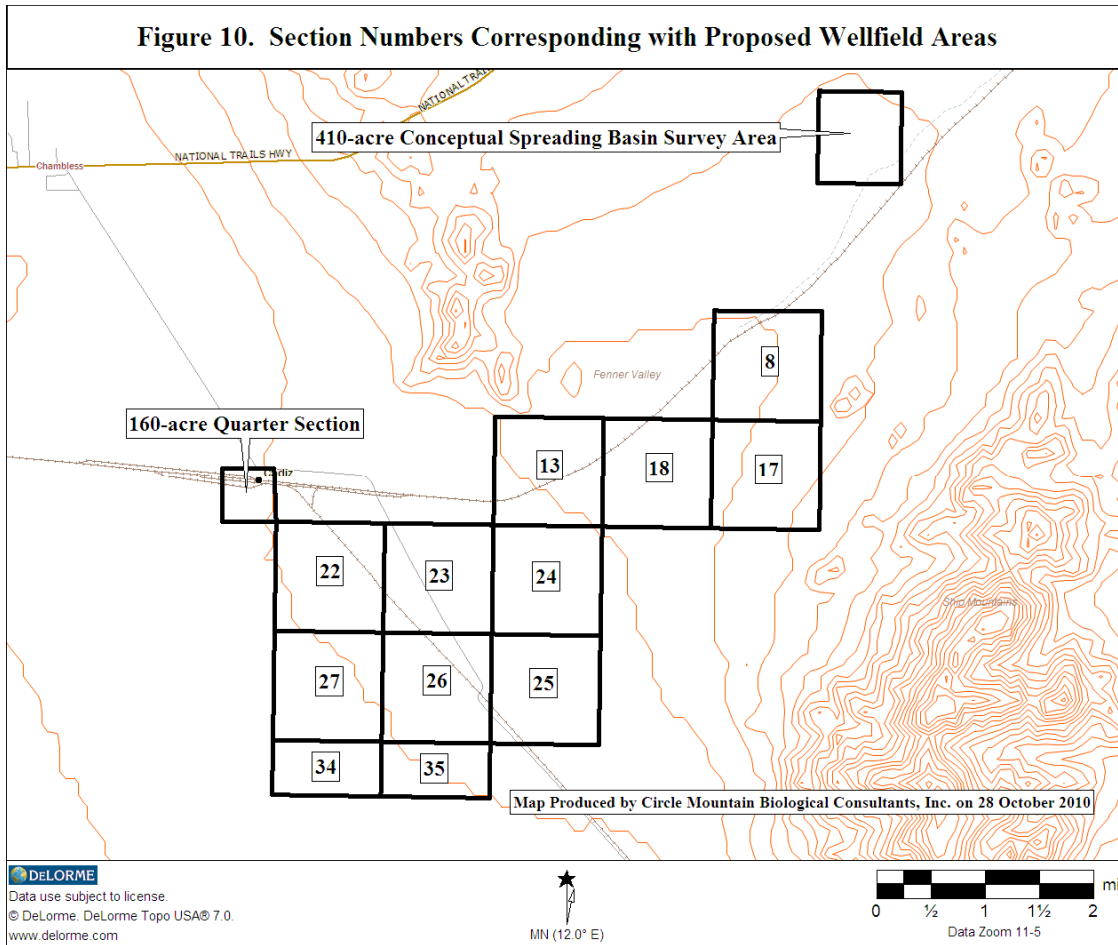 Figure 10.  Section Numbers Corresponding with Proposed Wellfield Areas
NATIONAL TRAI
410-acre Conceptual Spreading Basin Survey Area
NATIONAL TRAILS HWY
Chambless
8
Fenner Valley
160-acre Quarter Section
13
18
17
22
23
24
Ship Mountains
27
26
25
34
35
Map Produced by Circle Mountain Biological Consultants, Inc. on 28 October 2010
DELORME
Data use subject to license.
© DeLorme. DeLorme Topo USA® 7.0.
www.delorme.com
MN (12.0° E)
mi
0 ½ 1 1½ 2
Data Zoom 11-5